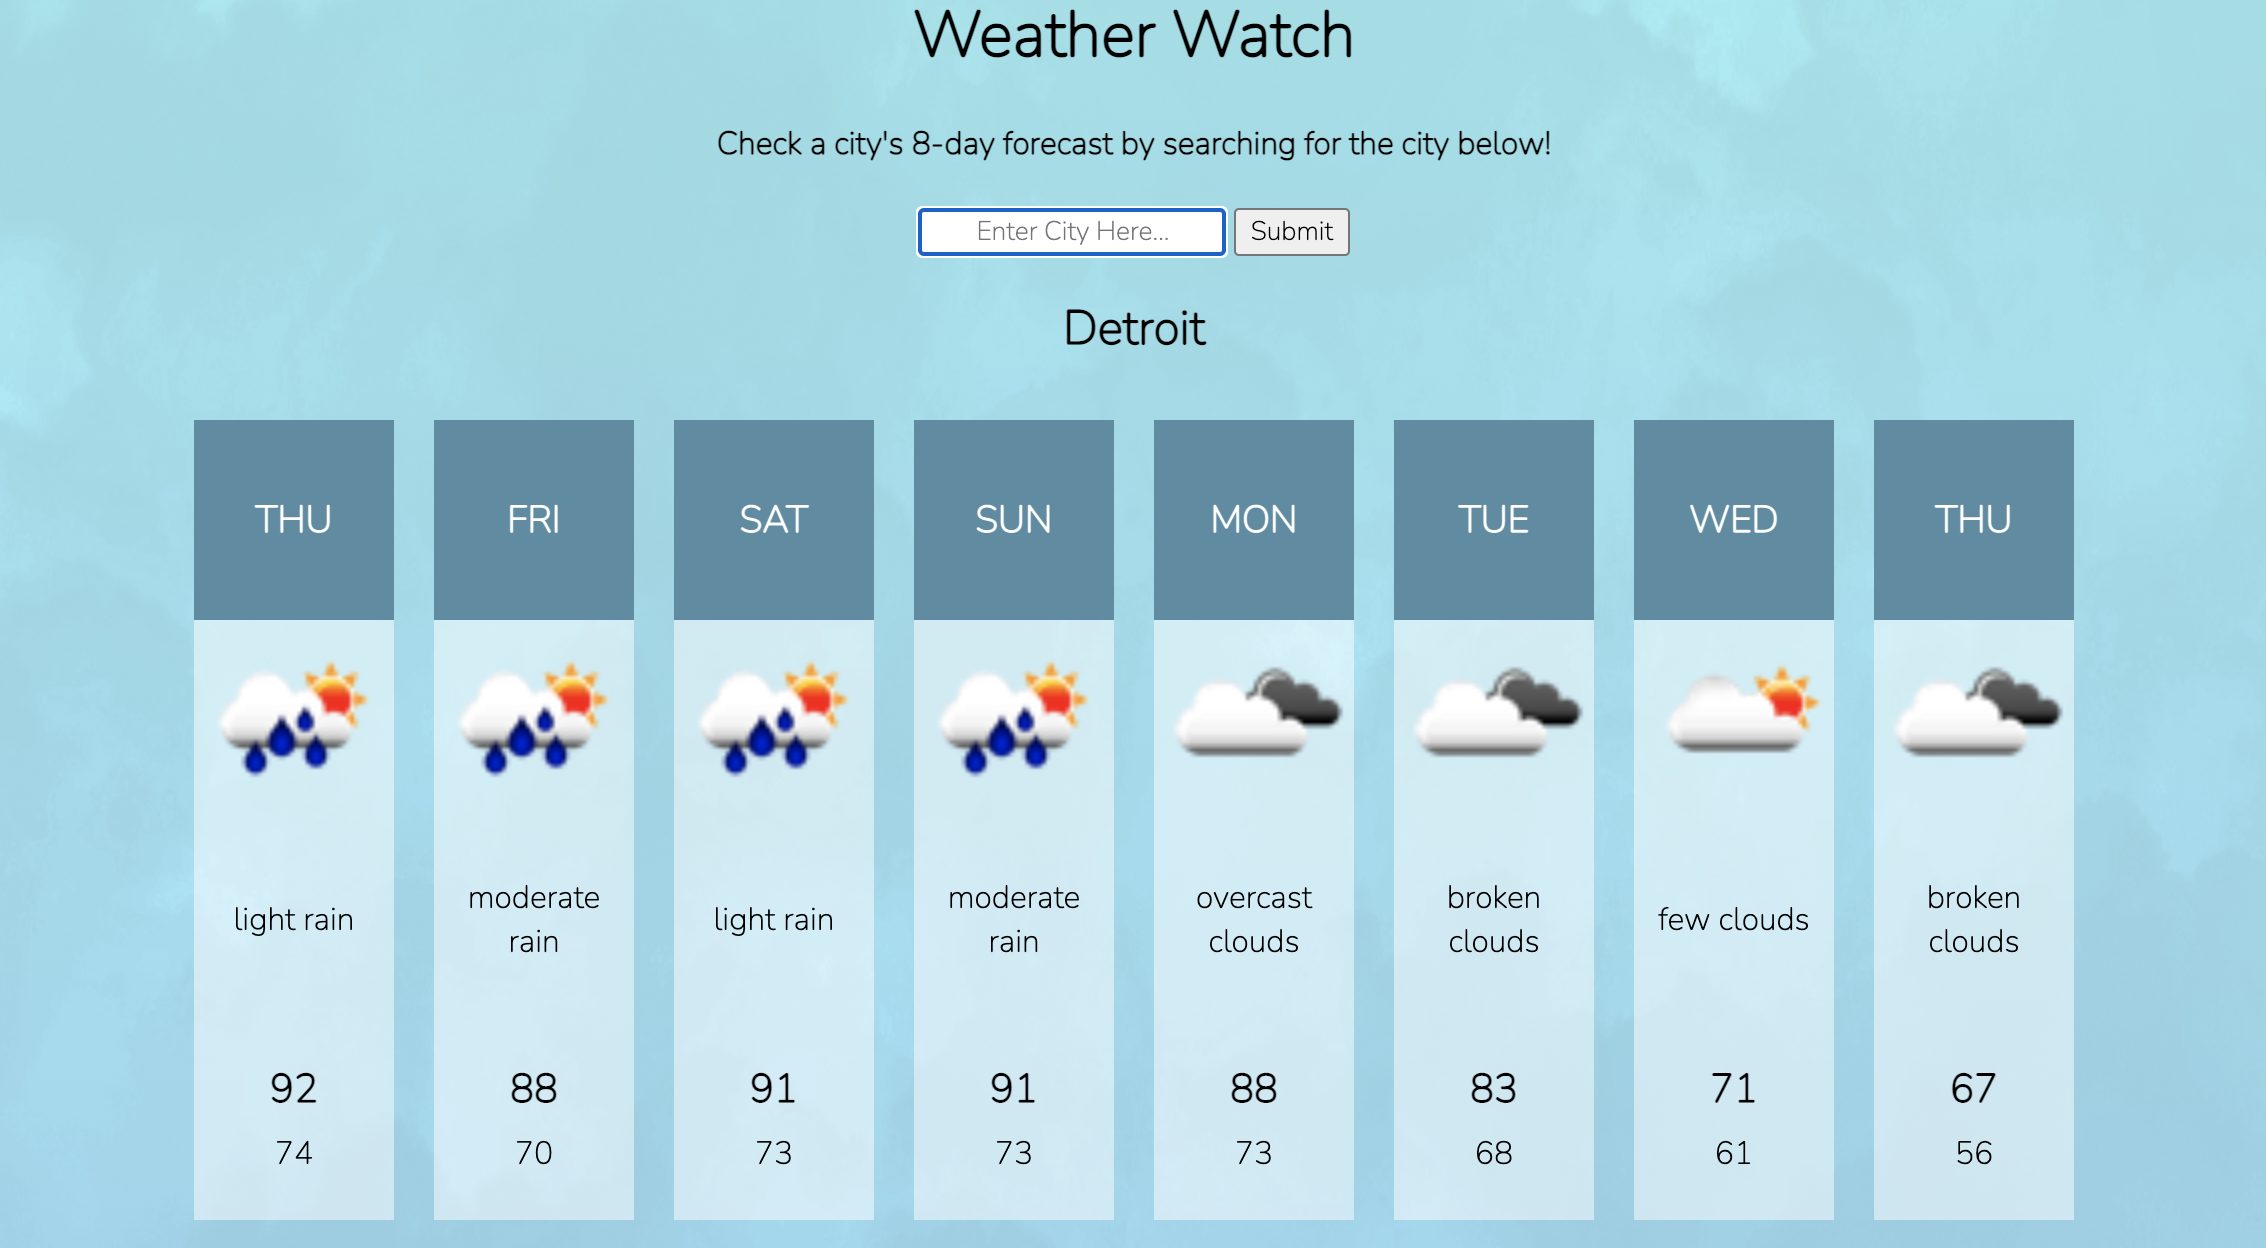 Weather Watch
Check a city's 8-day forecast by searching for the city below!
Enter City Here... Submit
Detroit
THU FRI SAT SUN MON TUE WED THU
light rain
moderate
rain
light rain
moderate
rain
overcast
clouds
broken
clouds
few clouds
broken
clouds
92 88 91 91 88 83 71 67
74 70 73 73 73 68 61 56